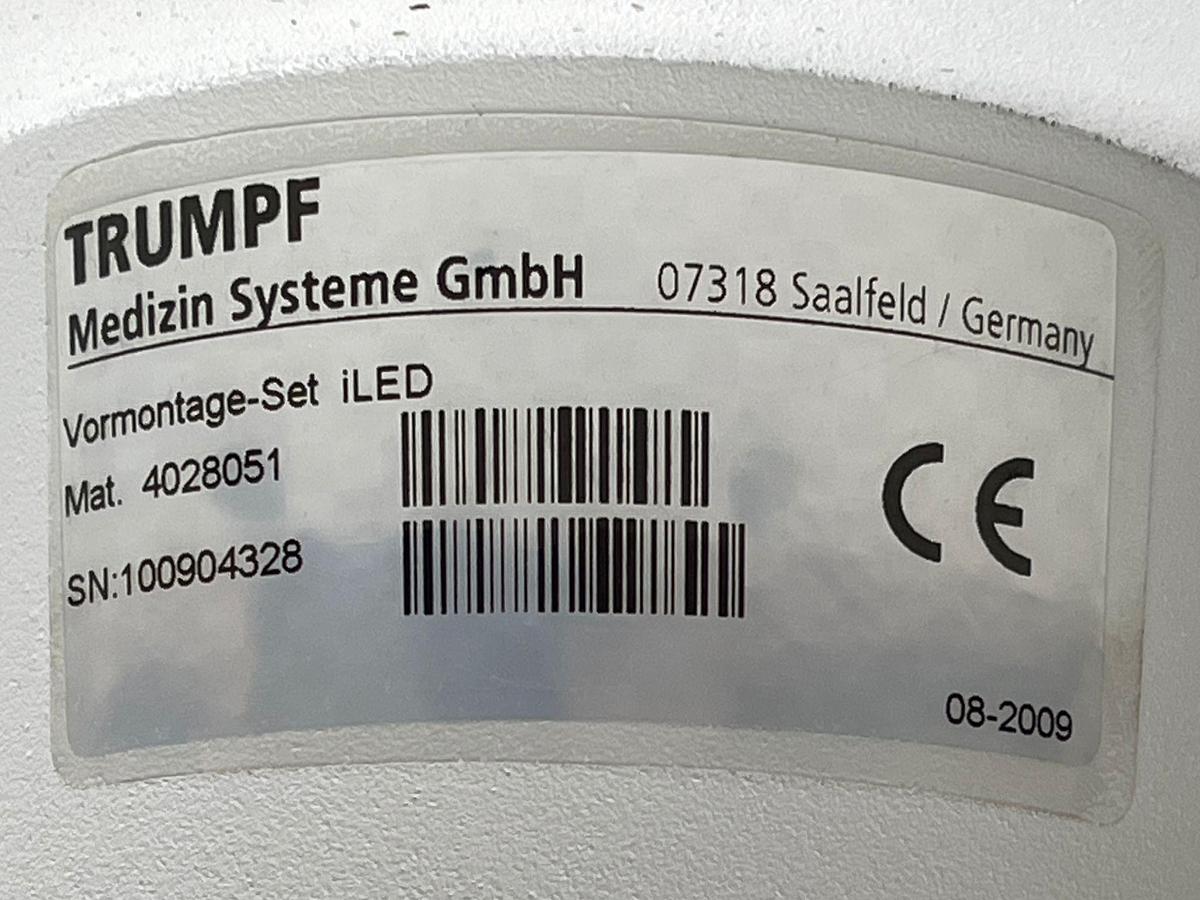 TRUMPF
Medizin Systeme GmbH 07318 Saalfeld / Germany
Vormontage-Set iLED
Mat. 4028051
SN:100904328
CE
08-2009